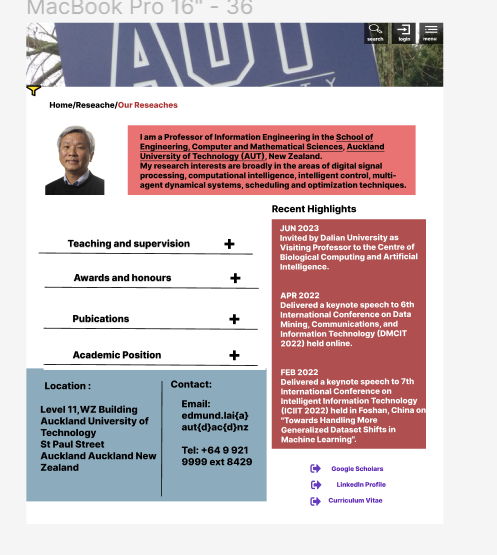 MacBook Pro 16" - 36
AUT
search login menu
Home/Reseache/Our Reseaches
I am a Professor of Information Engineering in the School of
Engineering, Computer and Mathematical Sciences, Auckland
University of Technology (AUT), New Zealand.
My research interests are broadly in the areas of digital signal
processing, computational intelligence, intelligent control, multi-
agent dynamical systems, scheduling and optimization techniques.
Teaching and supervision +
Awards and honours +
Pubications +
Academic Position +
Location :
Level 11,WZ Building
Auckland University of
Technology
St Paul Street
Auckland Auckland New
Zealand
Contact:
Email:
edmund.lai{a}
aut{d}ac{d}nz
Tel: +64 9 921
9999 ext 8429
Recent Highlights
JUN 2023
Invited by Dalian University as
Visiting Professor to the Centre of
Biological Computing and Artificial
Intelligence.
APR 2022
Delivered a keynote speech to 6th
International Conference on Data
Mining, Communications, and
Information Technology (DMCIT
2022) held online.
FEB 2022
Delivered a keynote speech to 7th
International Conference on
Intelligent Information Technology
(ICIIT 2022) held in Foshan, China on
"Towards Handling More
Generalized Dataset Shifts in
Machine Learning".
Google Scholars
LinkedIn Profile
Curriculum Vitae